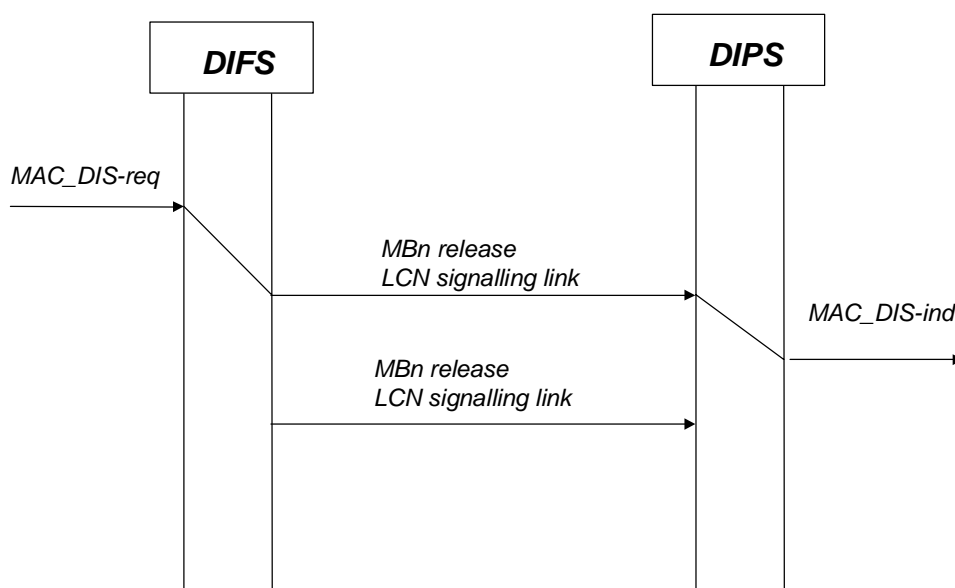 DIFS
DIPS
MAC_DIS-req
MBn release
LCN signalling link
MAC_DIS-ind
MBn release
LCN signalling link